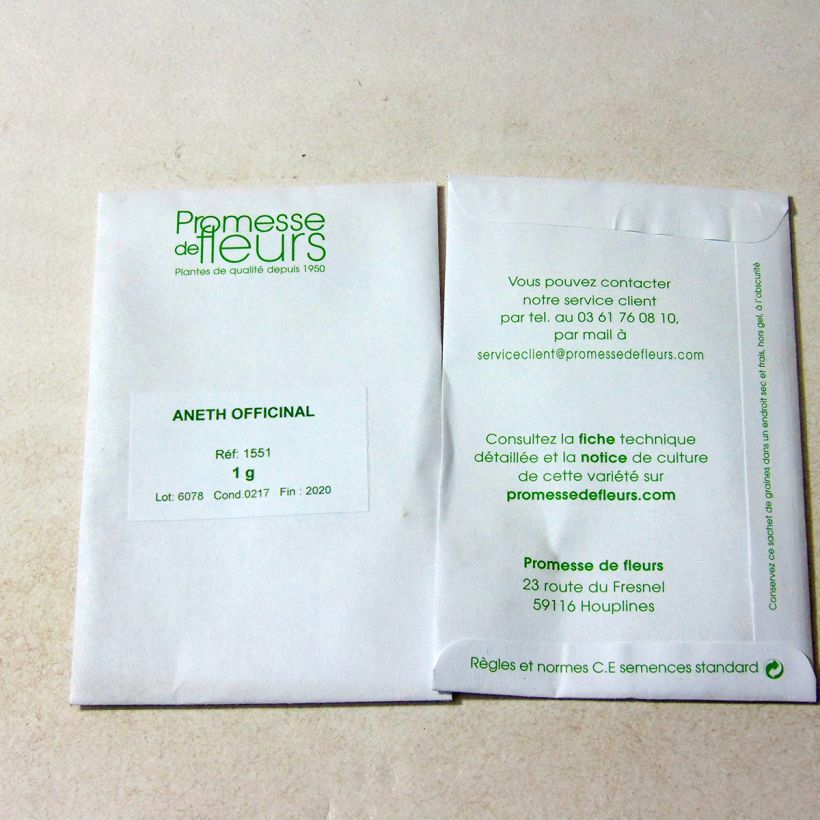 Promesse
de fleurs
Plantes de qualité depuis 1950
ANETH OFFICINAL
Réf: 1551
1 g
Lot: 6078 Cond.0217 Fin : 2020
Vous pouvez contacter
notre service client
par tel. au 03 61 76 08 10,
par mail à
serviceclient@promessedefleurs.com
Consultez la fiche technique
détaillée et la notice de culture
de cette variété sur
promessedefleurs.com
Promesse de fleurs
23 route du Fresnel
59116 Houplines
Règles et normes C.E semences standard
Conservez ce sachet de graines dans un endroit sec et frais, hors gel, à l'obscurité